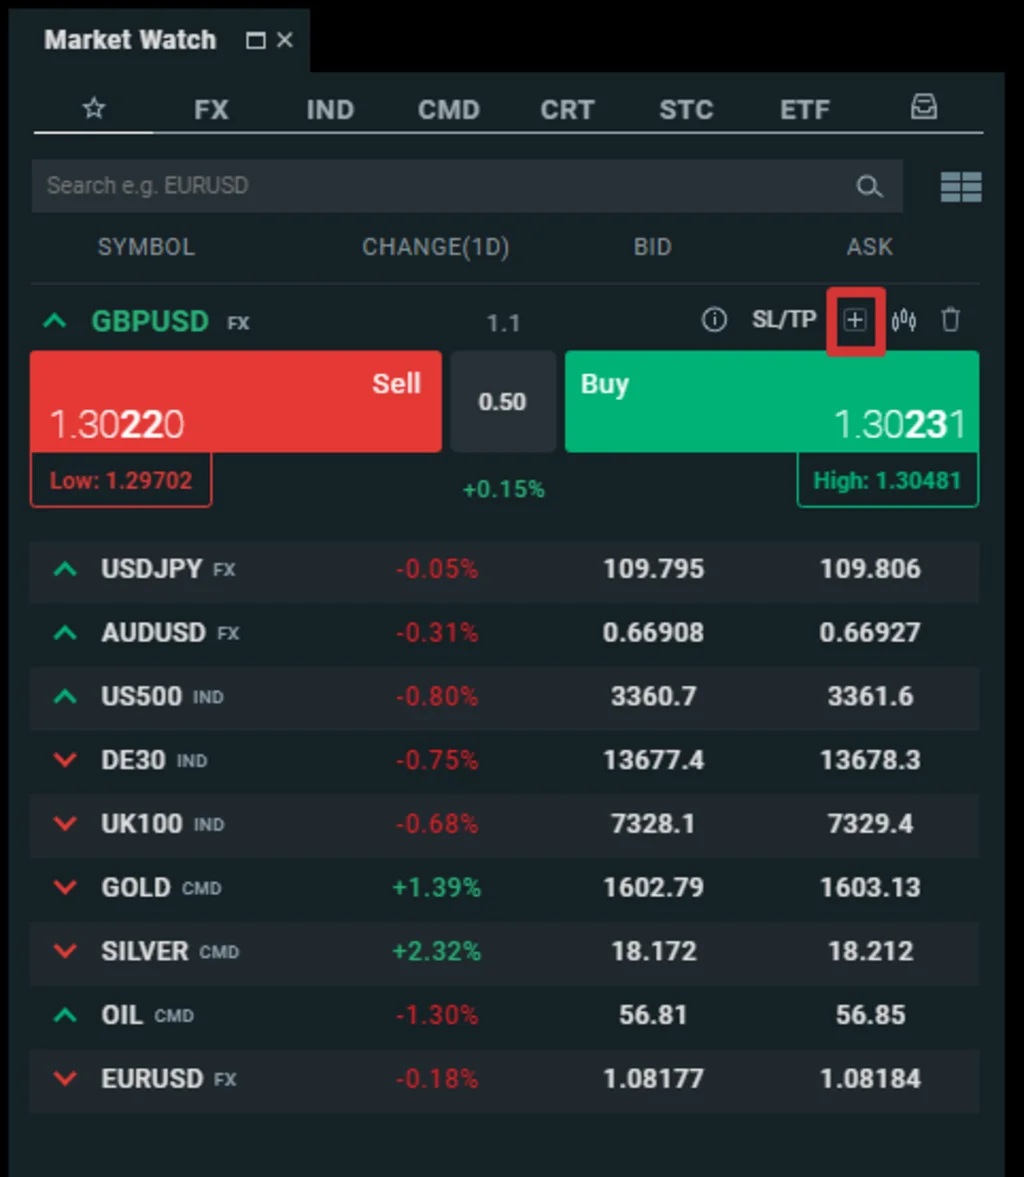 Market Watch
FX IND CMD CRT STC ETF
Search e.g. EURUSD
SYMBOL CHANGE(1D) BID ASK
GBPUSD FX 1.1 SL/TP
Sell 0.50 Buy
1.30220 1.30231
Low: 1.29702 +0.15% High: 1.30481
USDJPY FX -0.05% 109.795 109.806
AUDUSD FX -0.31% 0.66908 0.66927
US500 IND -0.80% 3360.7 3361.6
DE30 IND -0.75% 13677.4 13678.3
UK100 IND -0.68% 7328.1 7329.4
GOLD CMD +1.39% 1602.79 1603.13
SILVER CMD +2.32% 18.172 18.212
OIL CMD -1.30% 56.81 56.85
EURUSD FX -0.18% 1.08177 1.08184